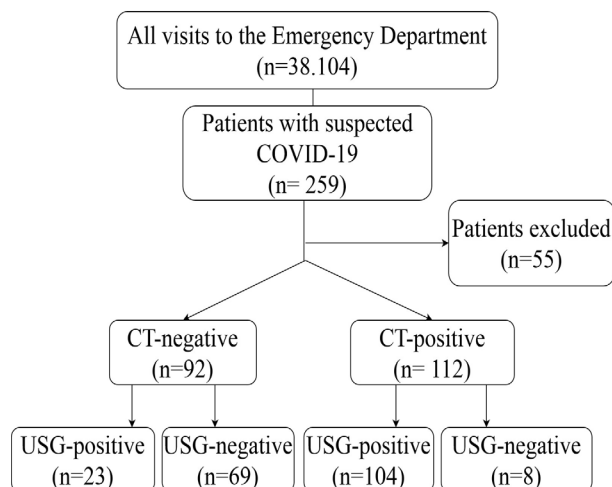 All visits to the Emergency Department
(n=38.104)
Patients with suspected
COVID-19
(n= 259)
Patients excluded
(n=55)
CT-negative
(n=92)
CT-positive
(n= 112)
USG-positive
(n=23)
USG-negative
(n=69)
USG-positive
(n=104)
USG-negative
(n=8)